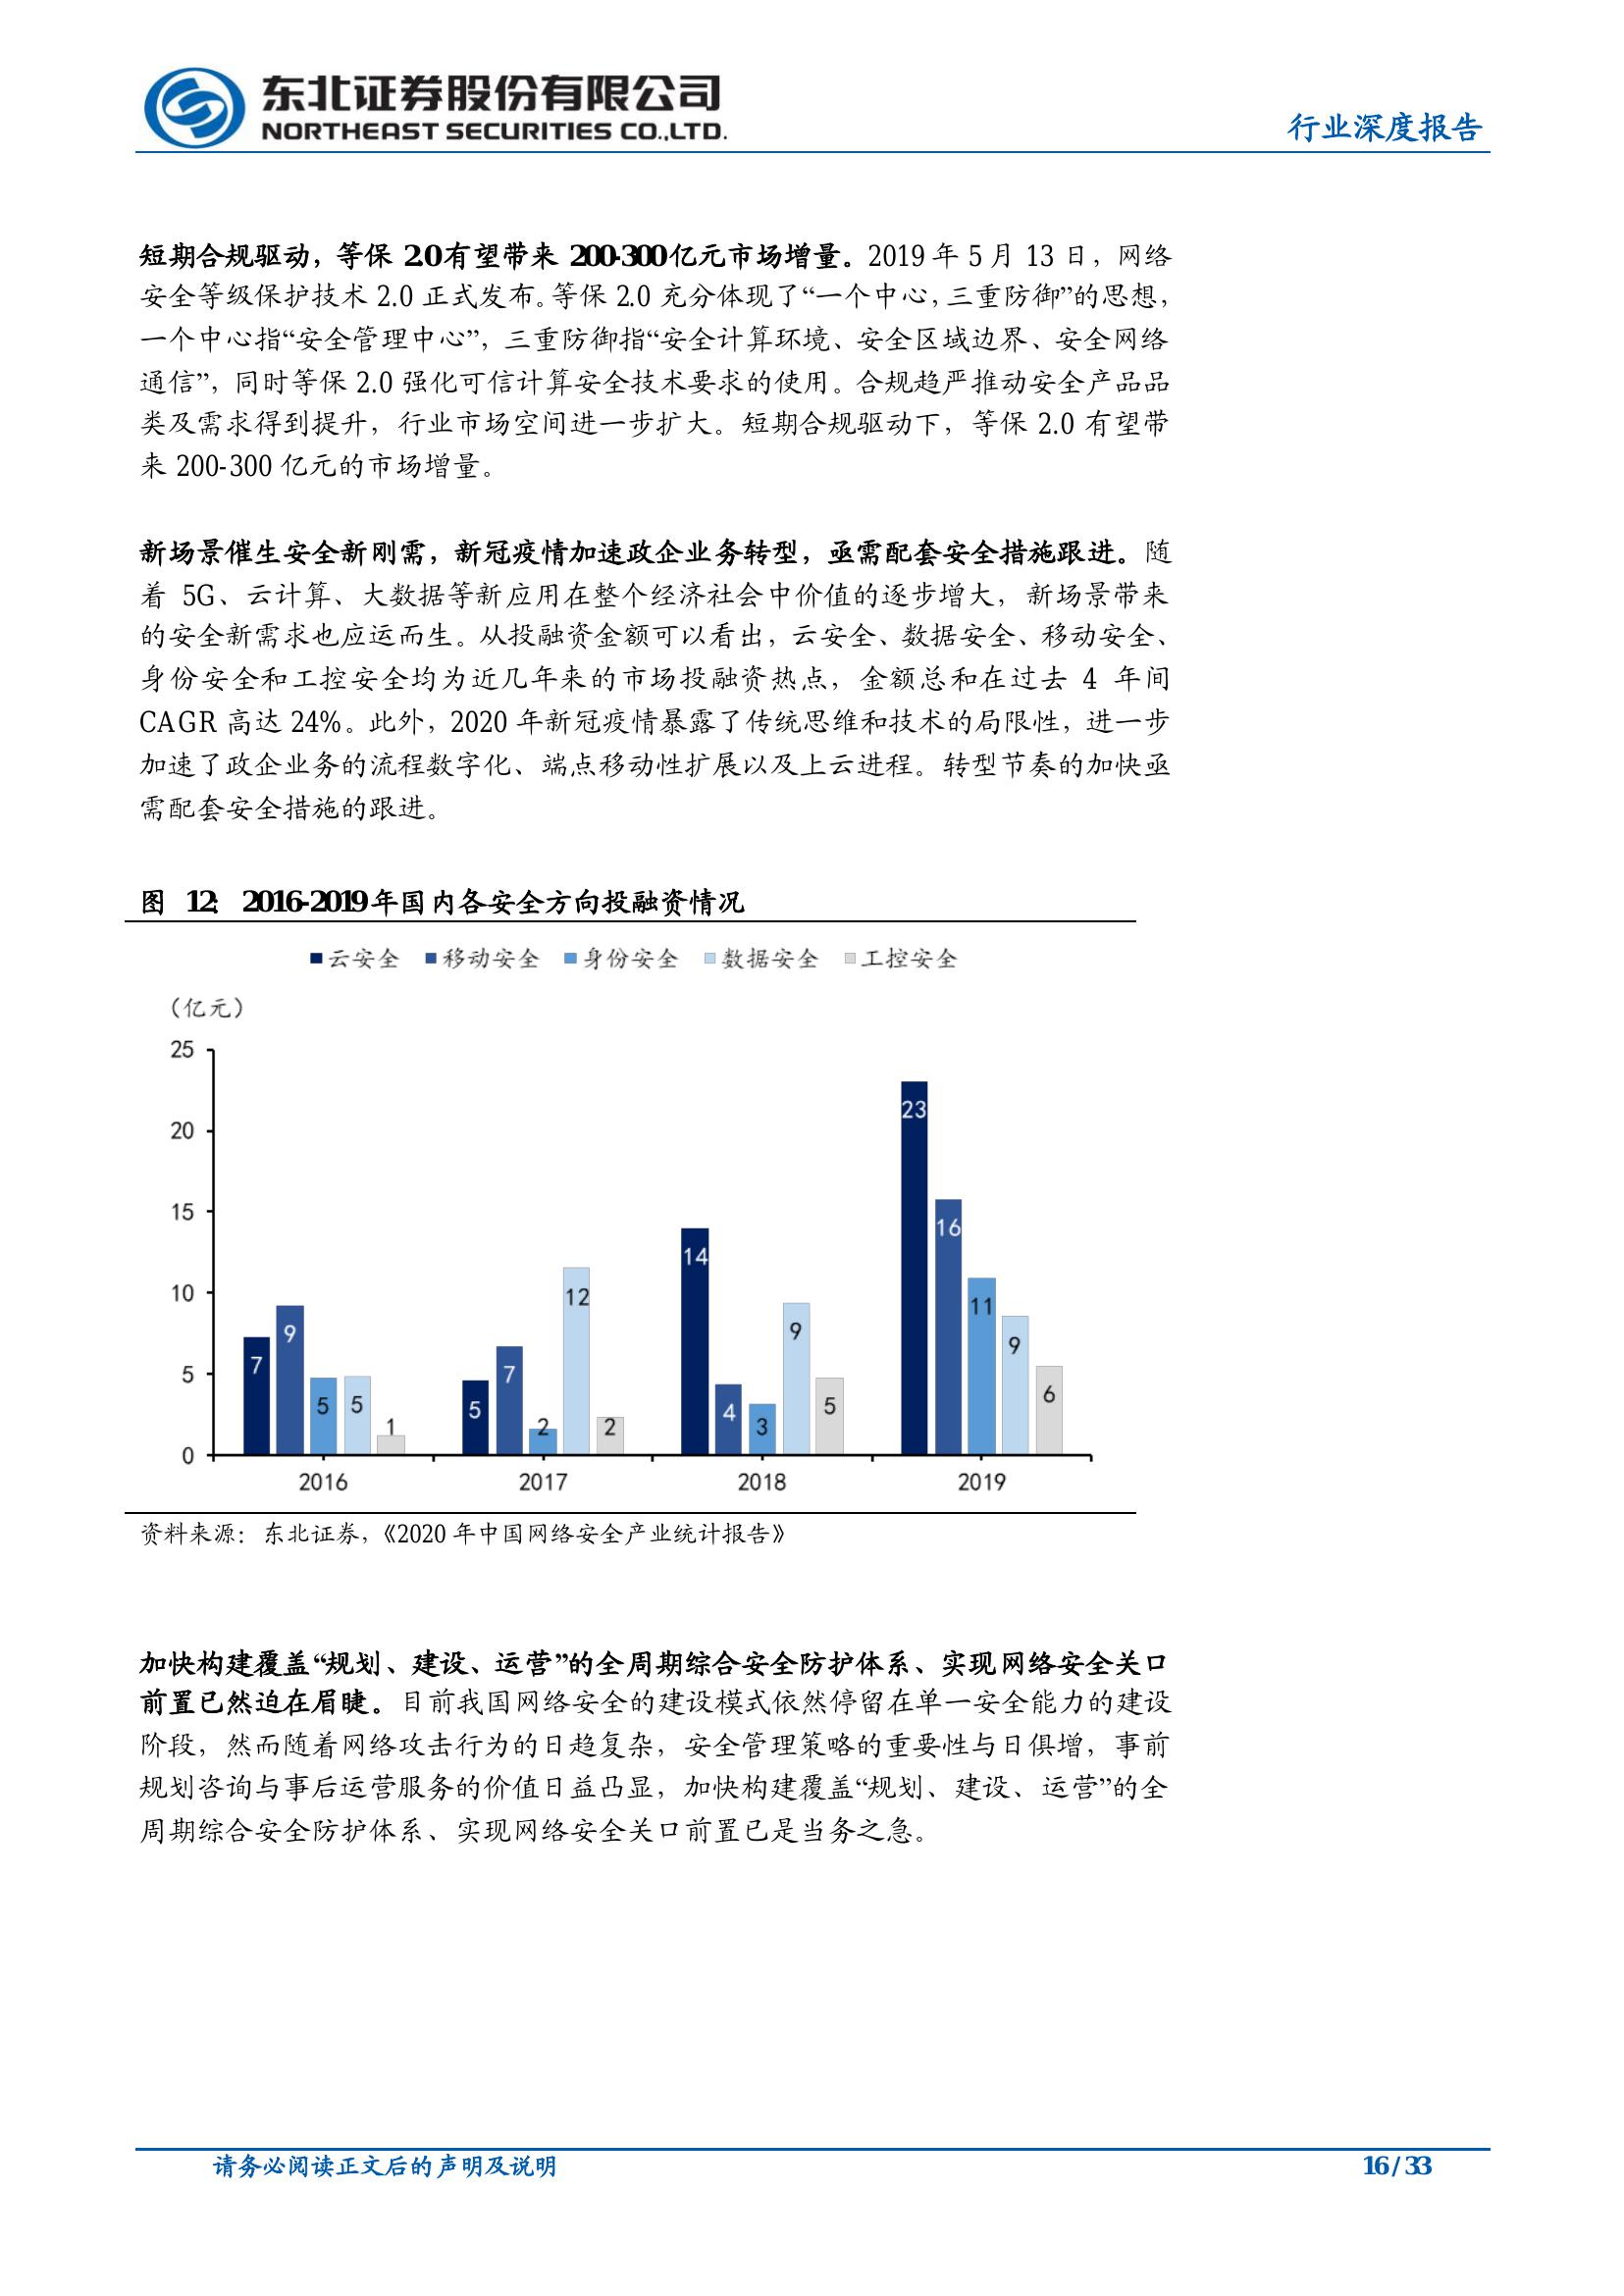 东北证券股份有限公司
NORTHEAST SECURITIES CO.,LTD.
行业深度报告
短期合规驱动，等保 2.0 有望带来 200-300 亿元市场增量。2019 年 5 月 13 日，网络
安全等级保护技术 2.0 正式发布。等保 2.0 充分体现了“一个中心，三重防御”的思想，
一个中心指“安全管理中心”，三重防御指“安全计算环境、安全区域边界、安全网络
通信”，同时等保 2.0 强化可信计算安全技术要求的使用。合规趋严推动安全产品品
类及需求得到提升，行业市场空间进一步扩大。短期合规驱动下，等保 2.0 有望带
来 200-300 亿元的市场增量。
新场景催生安全新刚需，新冠疫情加速政企业务转型，亟需配套安全措施跟进。随
着 5G、云计算、大数据等新应用在整个经济社会中价值的逐步增大，新场景带来
的安全新需求也应运而生。从投融资金额可以看出，云安全、数据安全、移动安全、
身份安全和工控安全均为近几年来的市场投融资热点，金额总和在过去 4 年间
CAGR 高达 24%。此外，2020 年新冠疫情暴露了传统思维和技术的局限性，进一步
加速了政企业务的流程数字化、端点移动性扩展以及上云进程。转型节奏的加快亟
需配套安全措施的跟进。
图 12：2016-2019 年国内各安全方向投融资情况
云安全 移动安全 身份安全 数据安全 工控安全
（亿元）
25
20
15
10
5
0
7 9 5 5 1
5 7 2 12 2
14 4 3 9 5
23 16 11 9 6
2016 2017 2018 2019
资料来源：东北证券，《2020 年中国网络安全产业统计报告》
加快构建覆盖“规划、建设、运营”的全周期综合安全防护体系、实现网络安全关口
前置已然迫在眉睫。目前我国网络安全的建设模式依然停留在单一安全能力的建设
阶段，然而随着网络攻击行为的日趋复杂，安全管理策略的重要性与日俱增，事前
规划咨询与事后运营服务的价值日益凸显，加快构建覆盖“规划、建设、运营”的全
周期综合安全防护体系、实现网络安全关口前置已是当务之急。
请务必阅读正文后的声明及说明
16 / 33